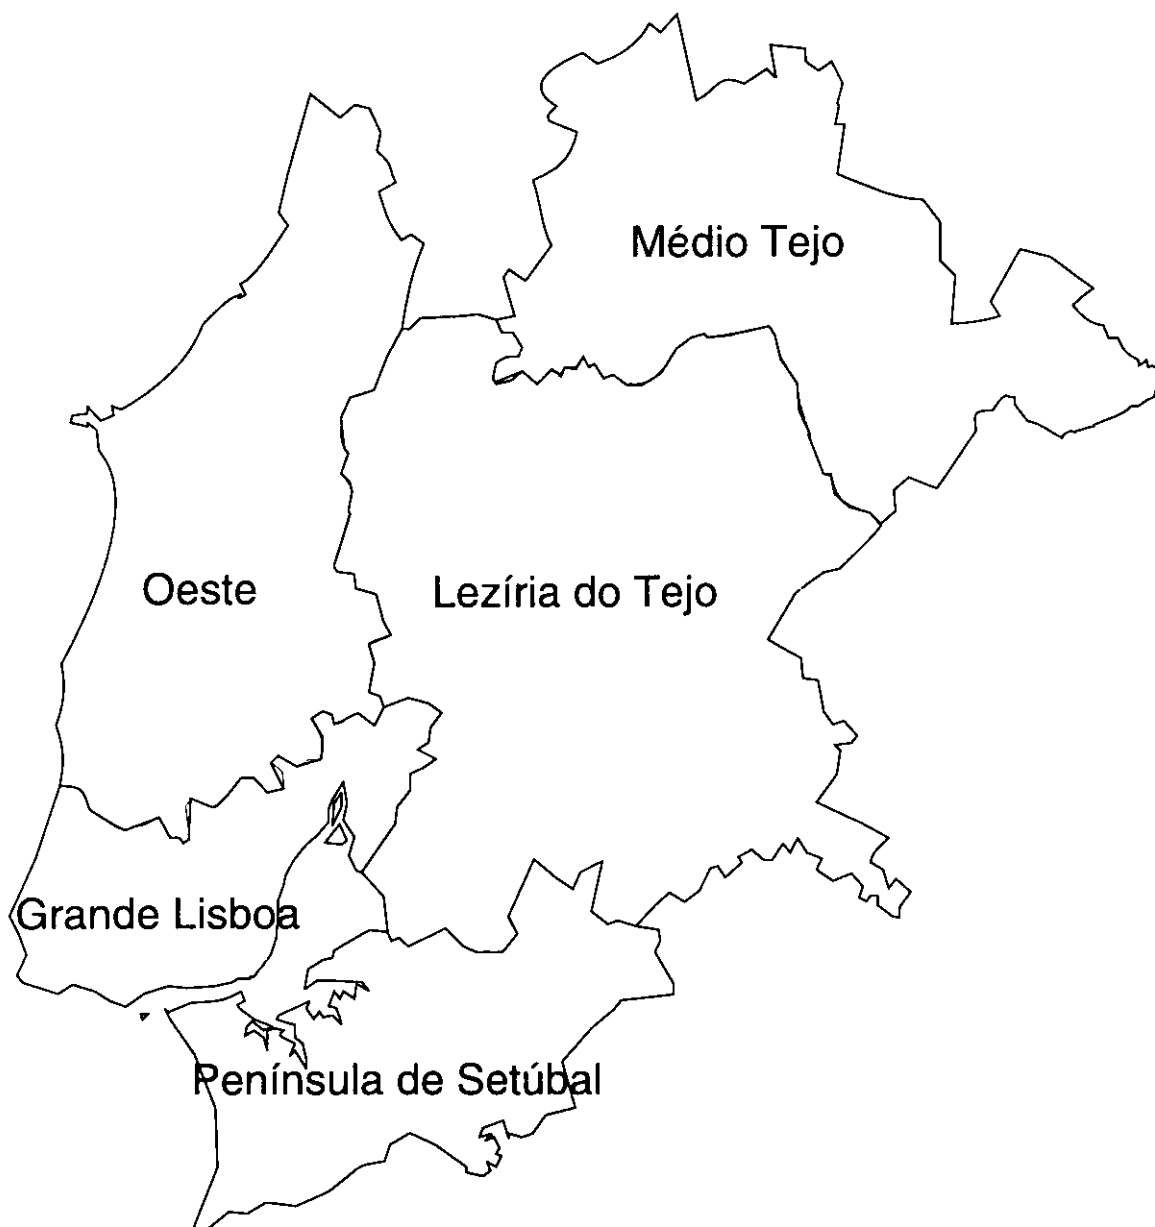 Médio Tejo
Oeste
Lezíria do Tejo
Grande Lisboa
Península de Setúbal